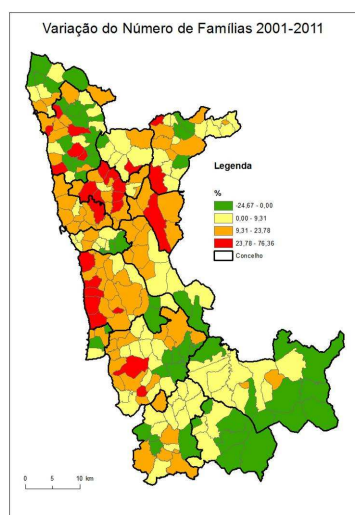 Variação do Número de Famílias 2001-2011
Legenda
%
-24,67 - 0,00
0,00 - 9,31
9,31 - 23,78
23,78 - 76,36
Concelho
0 5 10 km